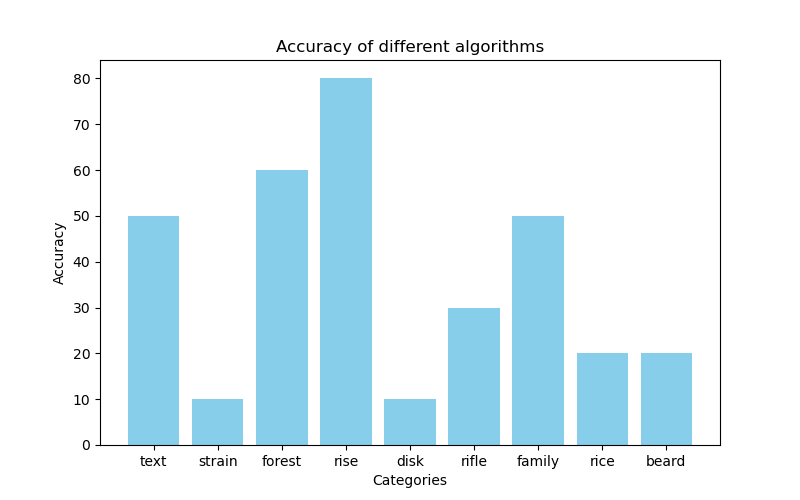 Accuracy of different algorithms
Accuracy
80
70
60
50
40
30
20
10
0
text strain forest rise disk rifle family rice beard
Categories